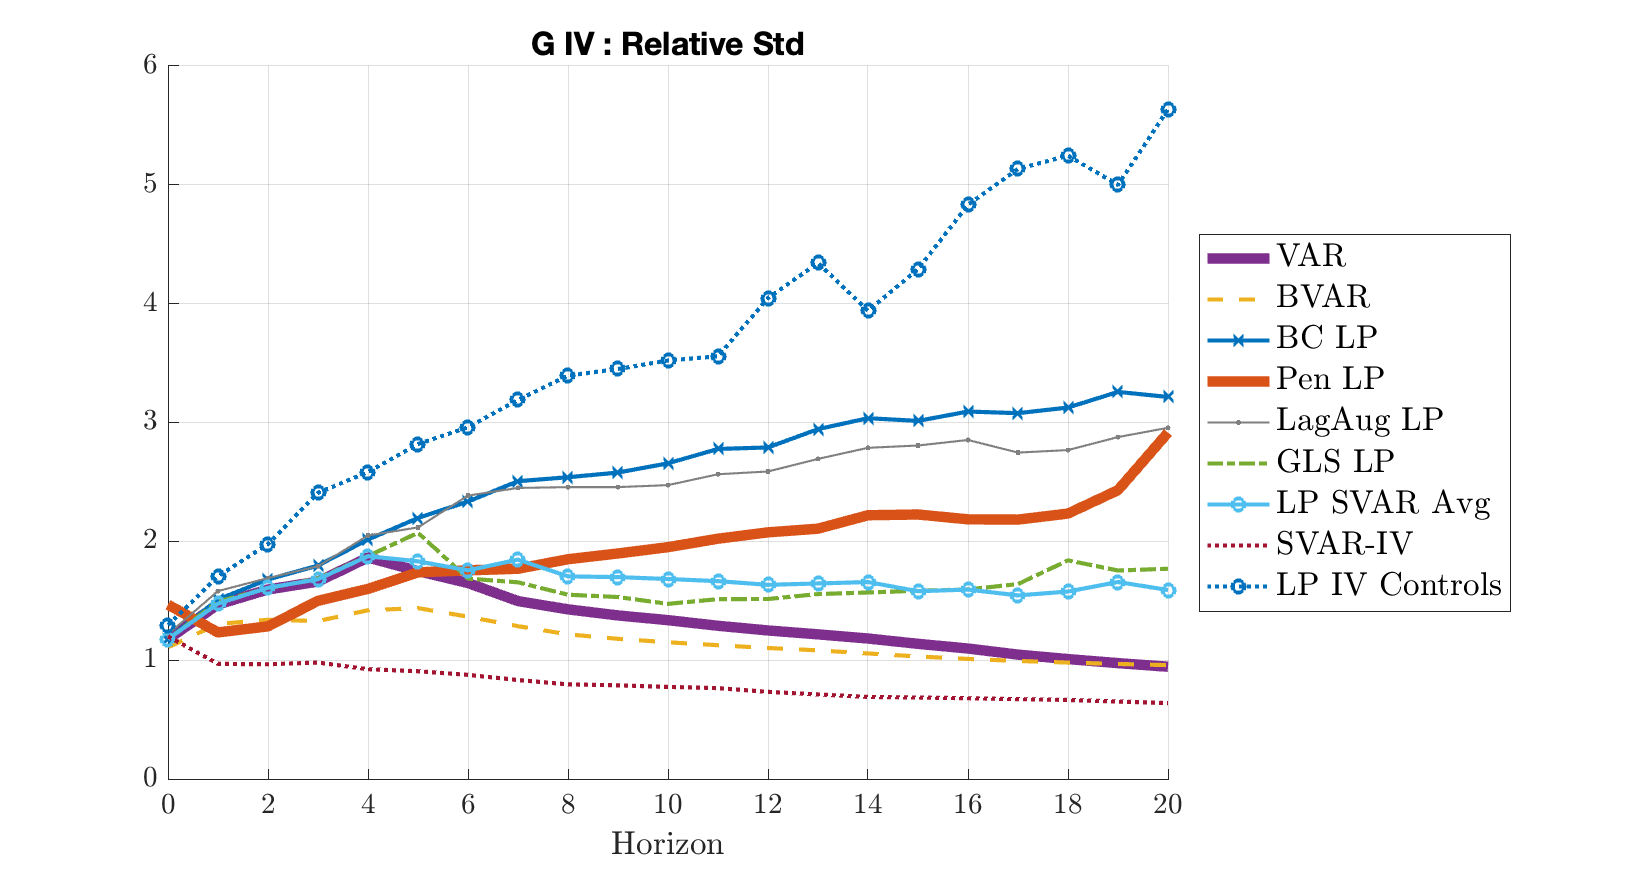 G IV : Relative Std
6
5
4
3
2
1
0
0 2 4 6 8 10 12 14 16 18 20
Horizon
VAR
BVAR
BC LP
Pen LP
LagAug LP
GLS LP
LP SVAR Avg
SVAR-IV
LP IV Controls